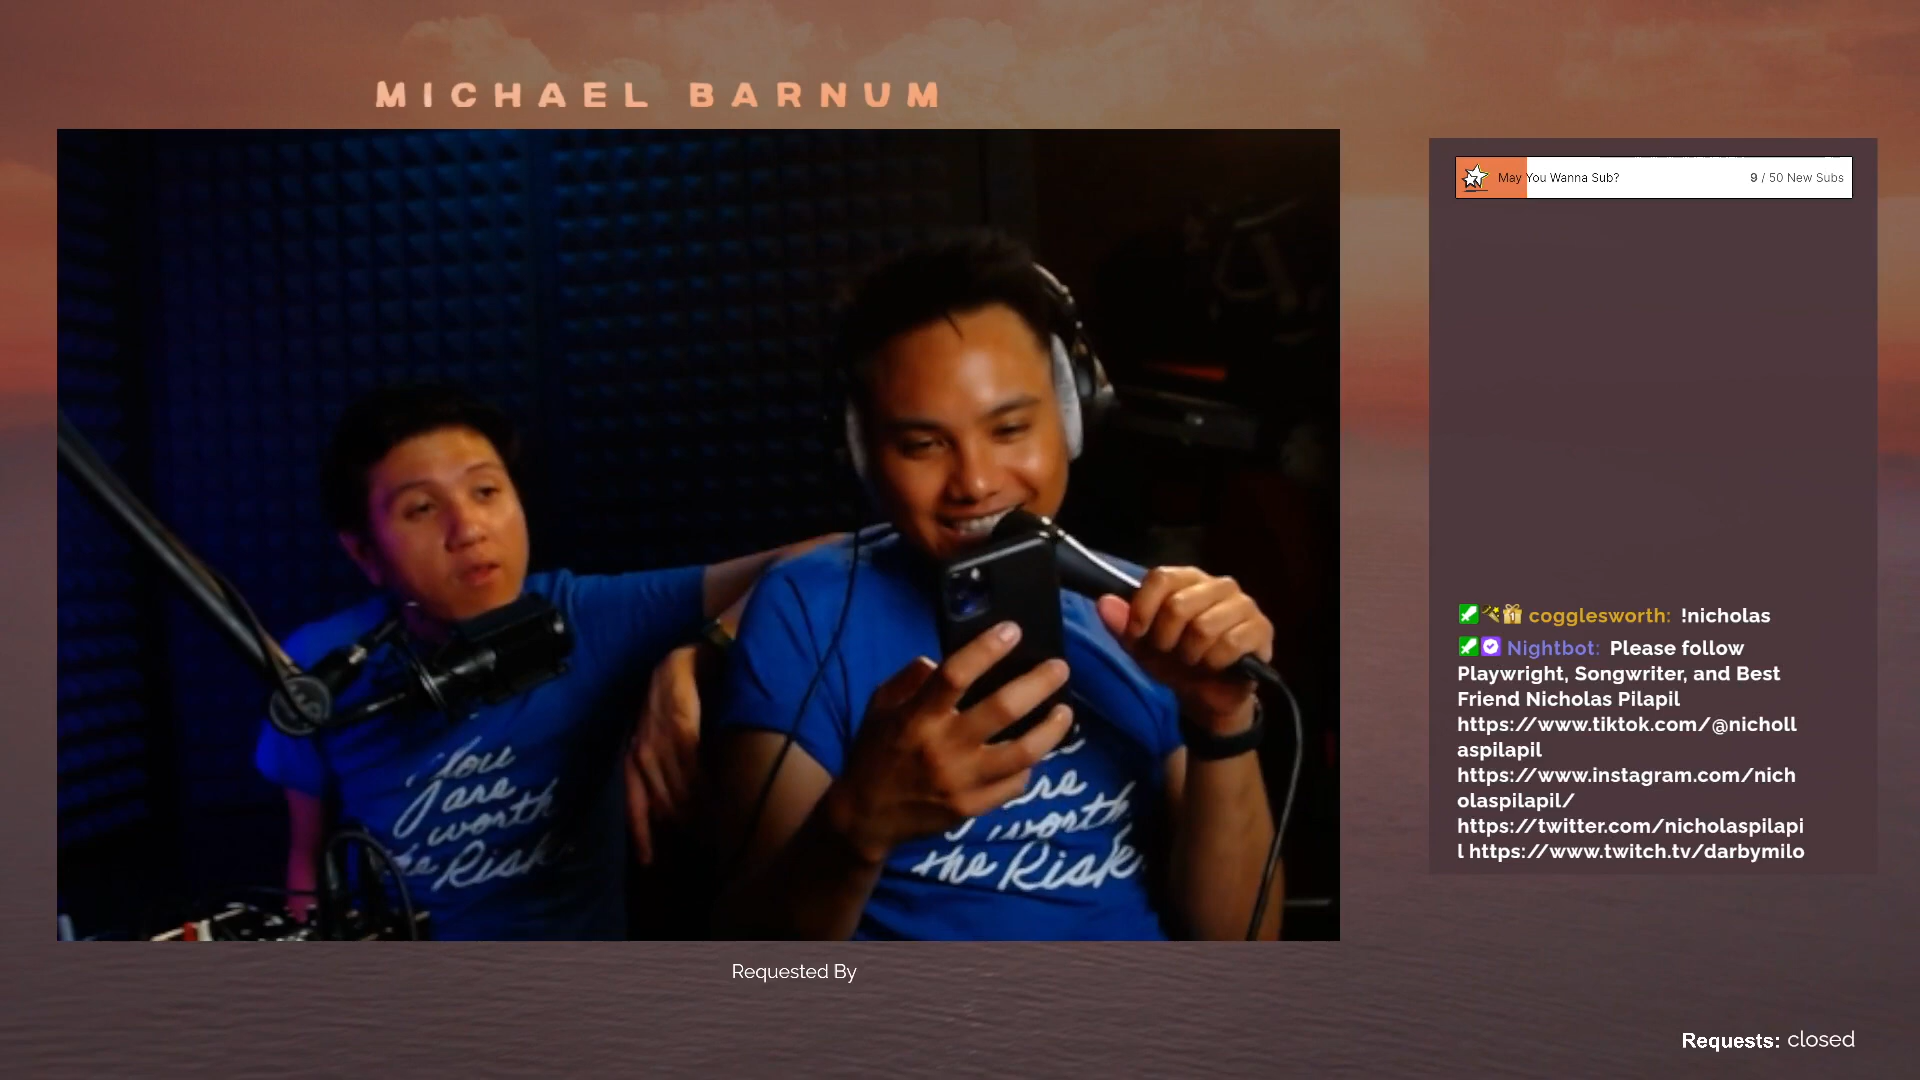 MICHAEL BARNUM
May You Wanna Sub? 9 / 50 New Subs
cogglesworth: !nicholas
Nightbot: Please follow
Playwright, Songwriter, and Best
Friend Nicholas Pilapil
https://www.tiktok.com/@nicholl
aspilapil
https://www.instagram.com/nich
olaspilapil/
https://twitter.com/nicholaspilapi
l https://www.twitch.tv/darbymilo
You
are
worth
the Risk
are
worth
the Risk
Requested By
Requests: closed